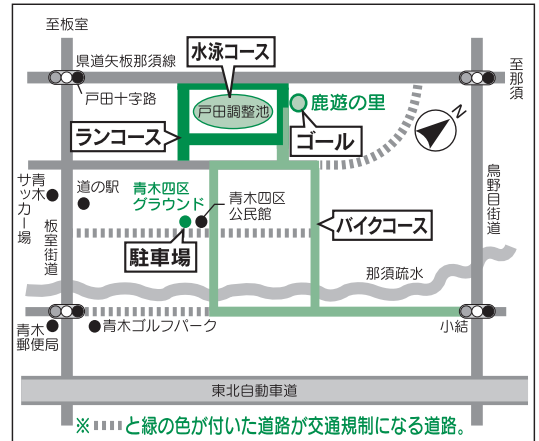 至板室
水泳コース
県道矢板那須線
至那須
戸田十字路
戸田調整池
鹿遊の里
N
ランコース
ゴール
青木サッカー場
道の駅
青木四区
グラウンド
青木四区
公民館
鳥野目街道
板室街道
バイクコース
駐車場
那須疏水
青木
郵便局
青木ゴルフパーク
小結
東北自動車道
※と緑の色が付いた道路が交通規制になる道路。